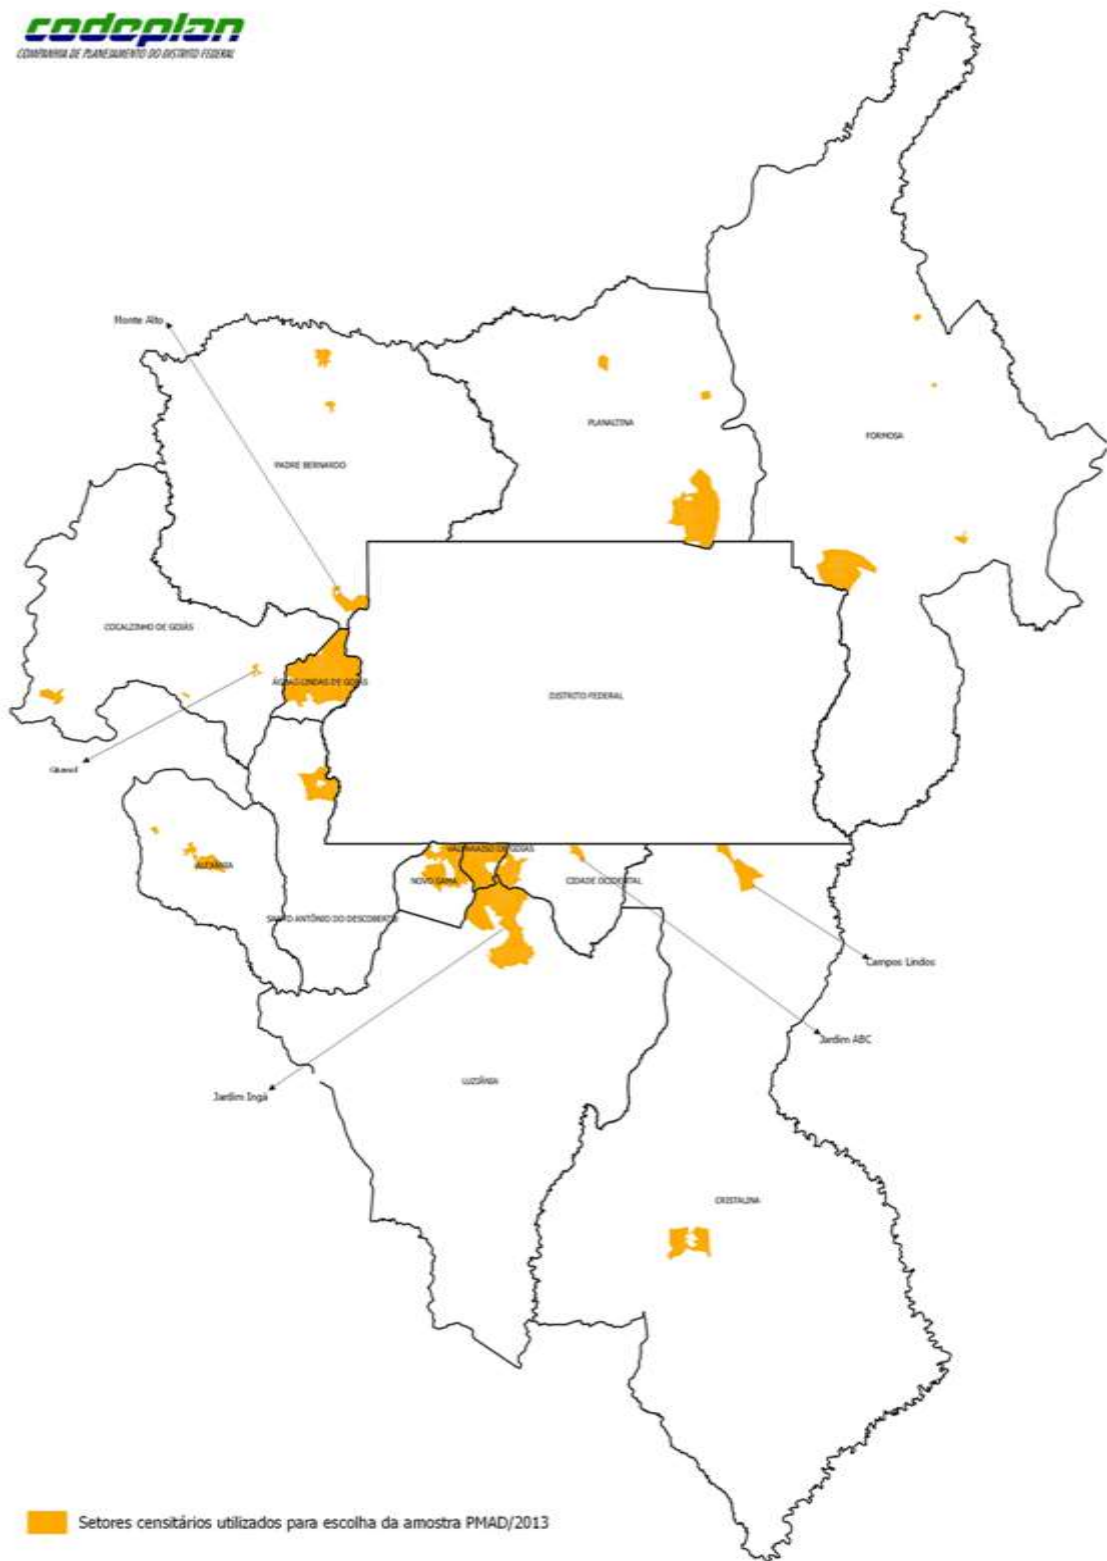 codeplan
COMPANHIA DE PLANEJAMENTO DO DISTRITO FEDERAL
Monte Alto
PLANALTINA
FORMOSA
PADRE BERNARDO
COCALZINHO DE GOIÁS
ÁGUAS LINDAS DE GOIÁS
DISTRITO FEDERAL
Girassol
VALPARAÍSO DE GOIÁS
ALEXÂNIA
NOVO GAMA
CIDADE OCIDENTAL
SANTO ANTÔNIO DO DESCOBERTO
Campos Lindos
Jardim ABC
LUZIÂNIA
Jardim Ingá
CRISTALINA
Setores censitários utilizados para escolha da amostra PMAD/2013